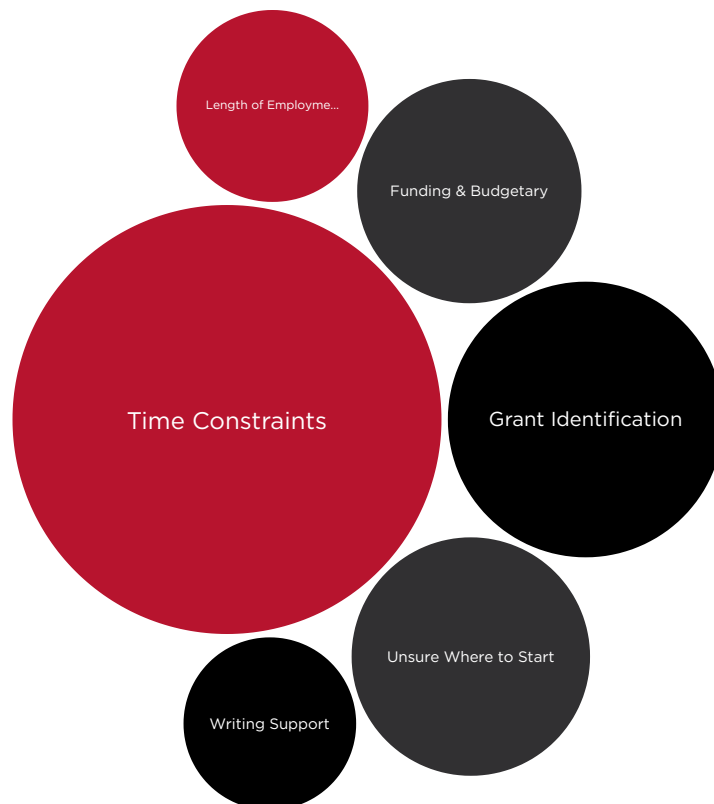 Length of Employme...
Funding & Budgetary
Time Constraints
Grant Identification
Unsure Where to Start
Writing Support